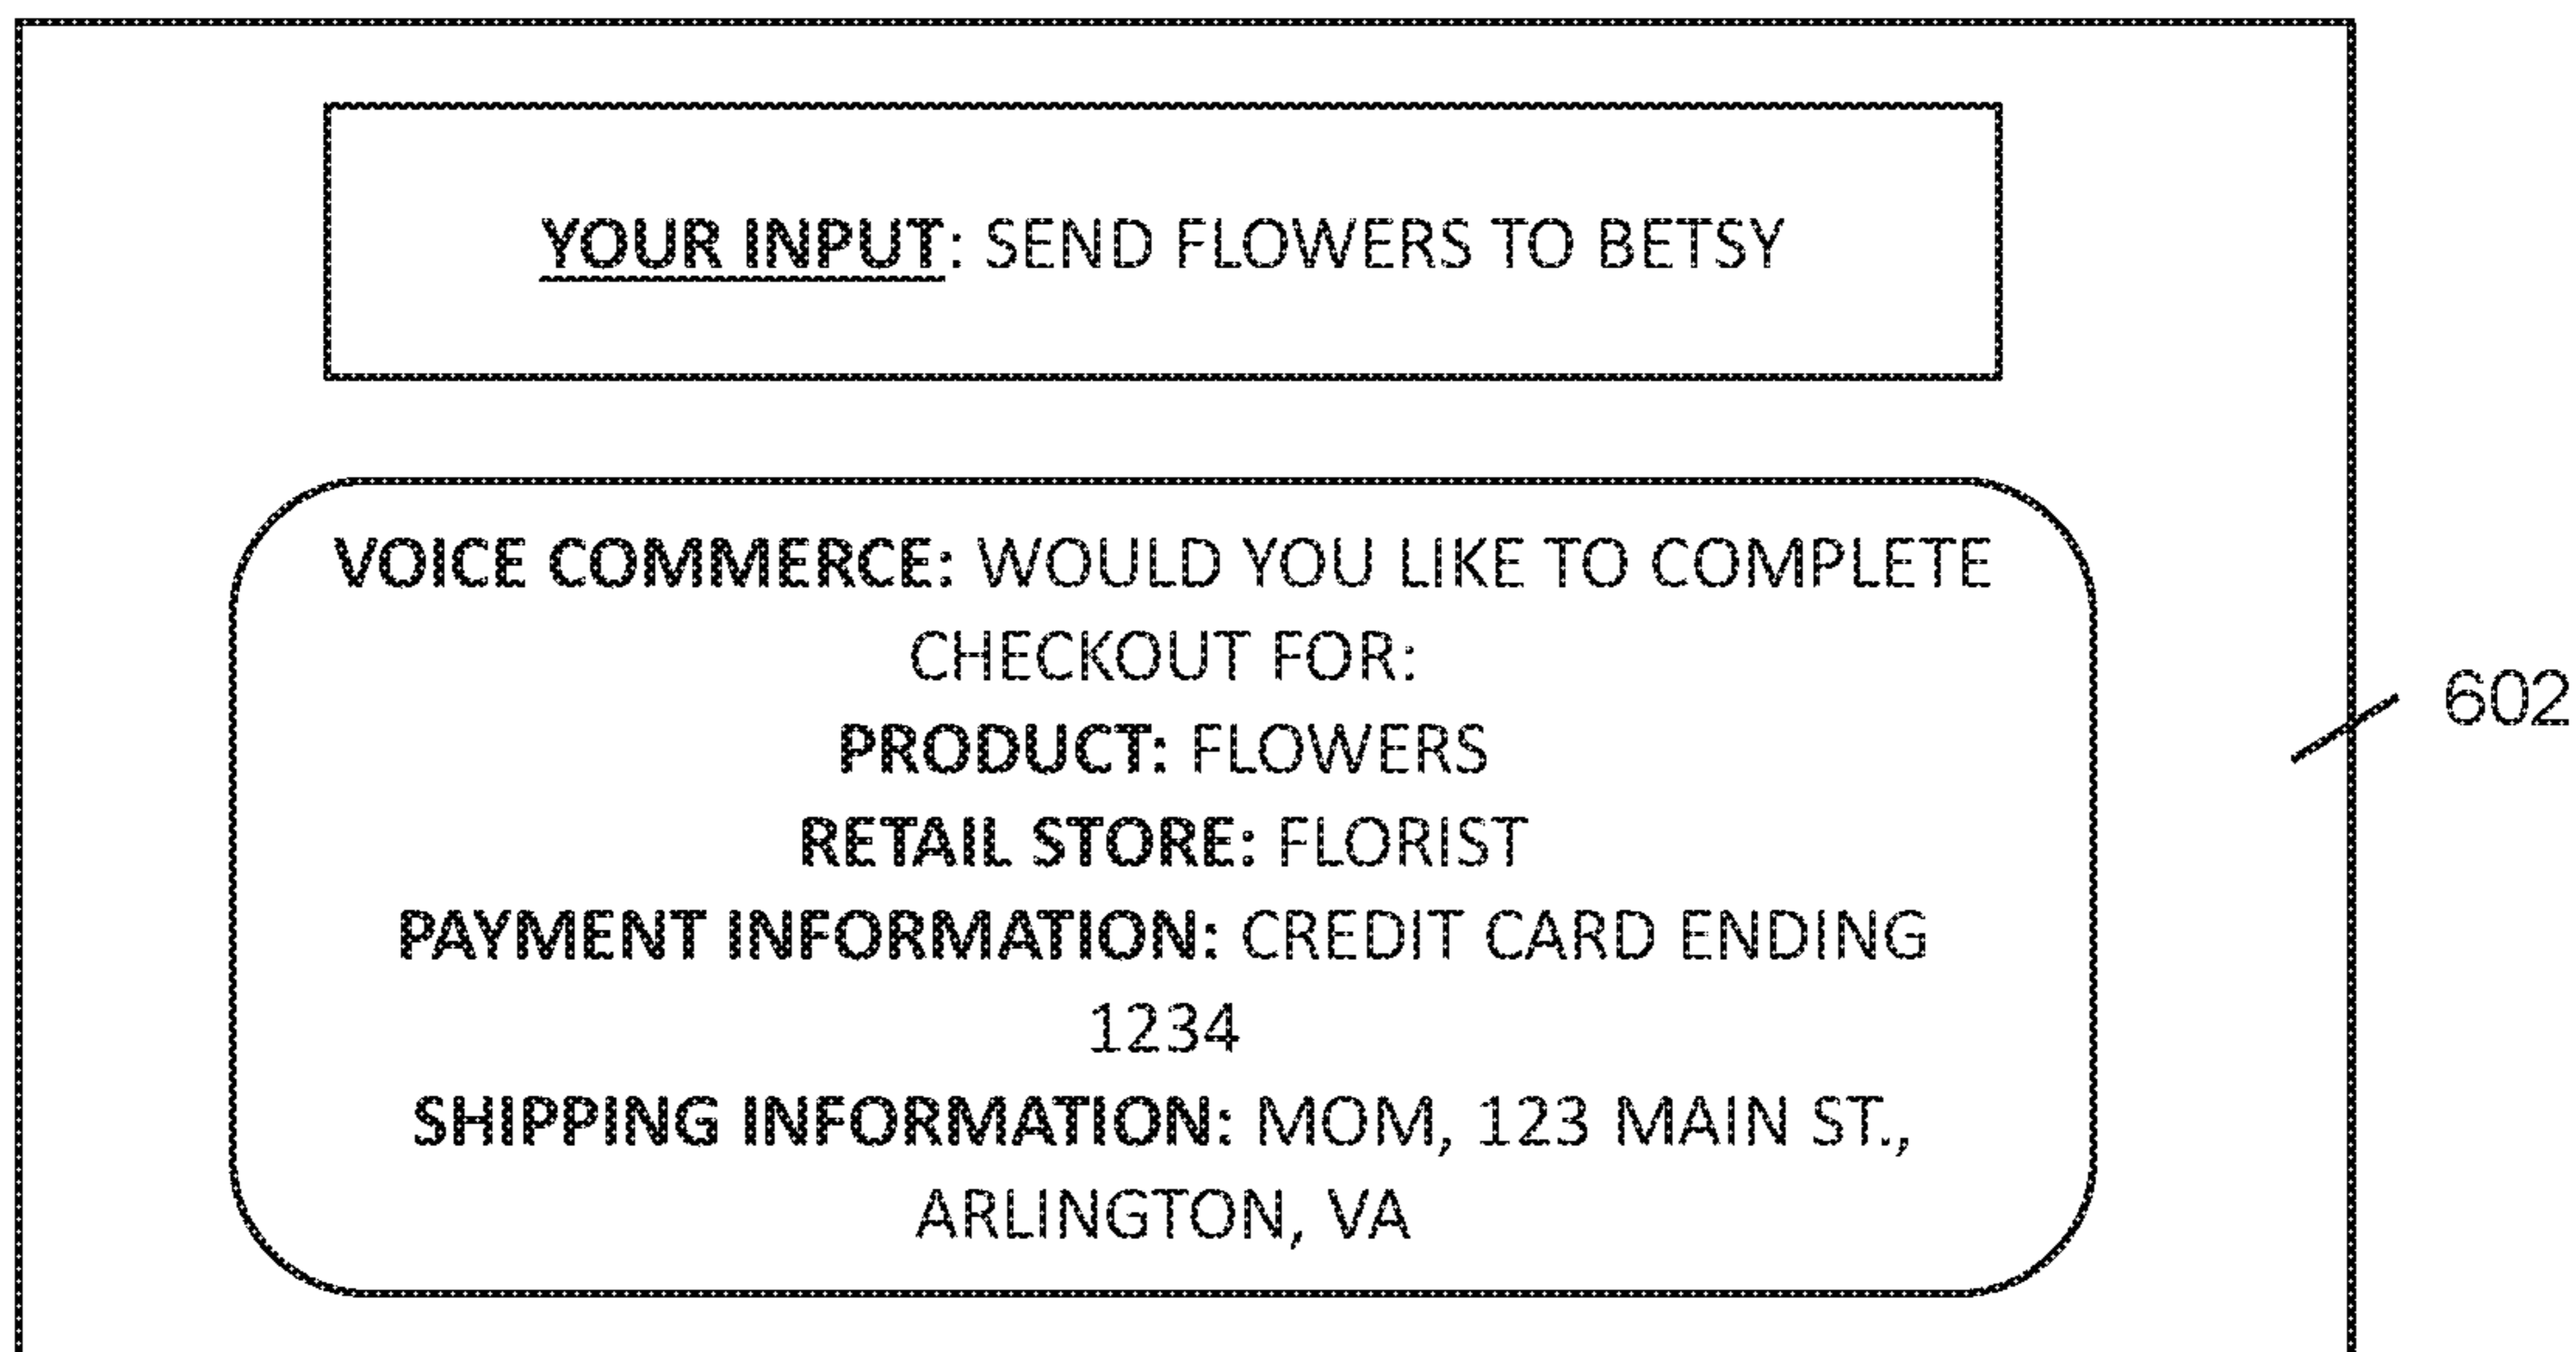 YOUR INPUT: SEND FLOWERS TO BETSY
VOICE COMMERCE: WOULD YOU LIKE TO COMPLETE
CHECKOUT FOR:
PRODUCT: FLOWERS
RETAIL STORE: FLORIST
PAYMENT INFORMATION: CREDIT CARD ENDING
1234
SHIPPING INFORMATION: MOM, 123 MAIN ST.,
ARLINGTON, VA
602